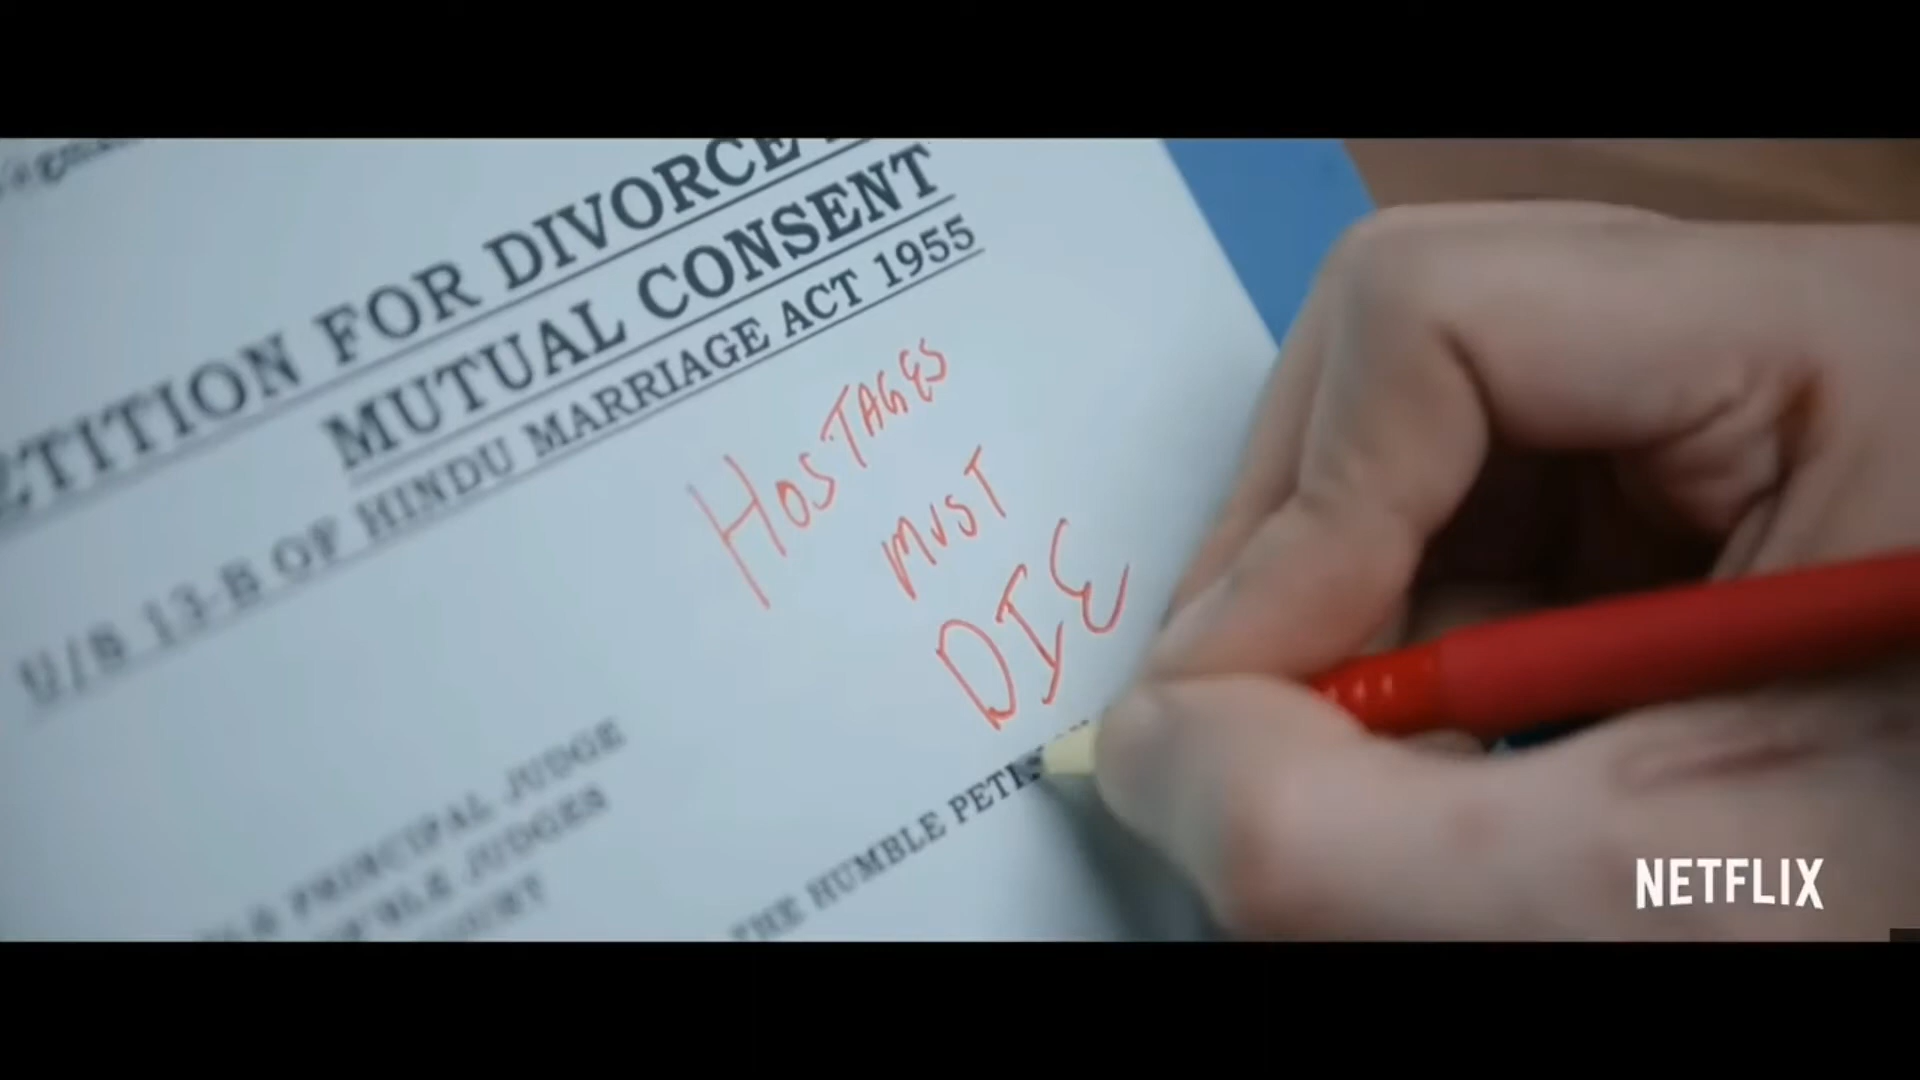 PETITION FOR DIVORCE
MUTUAL CONSENT
U/S 13-B OF HINDU MARRIAGE ACT 1955
HOSTAGES
MUST
DIE
PRINCIPAL JUDGE
JUDGES
COURT
THE HUMBLE
NETFLIX